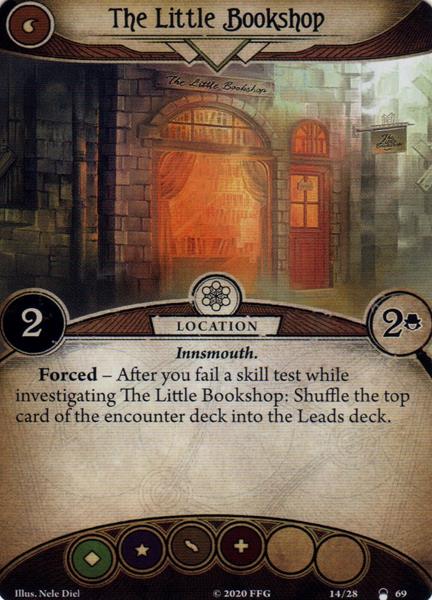 The Little Bookshop
The Little Bookshop
The
2
LOCATION
2
Innsmouth.
Forced – After you fail a skill test while
investigating The Little Bookshop: Shuffle the top
card of the encounter deck into the Leads deck.
Illus. Nele Diel
© 2020 FFG
14/28
69